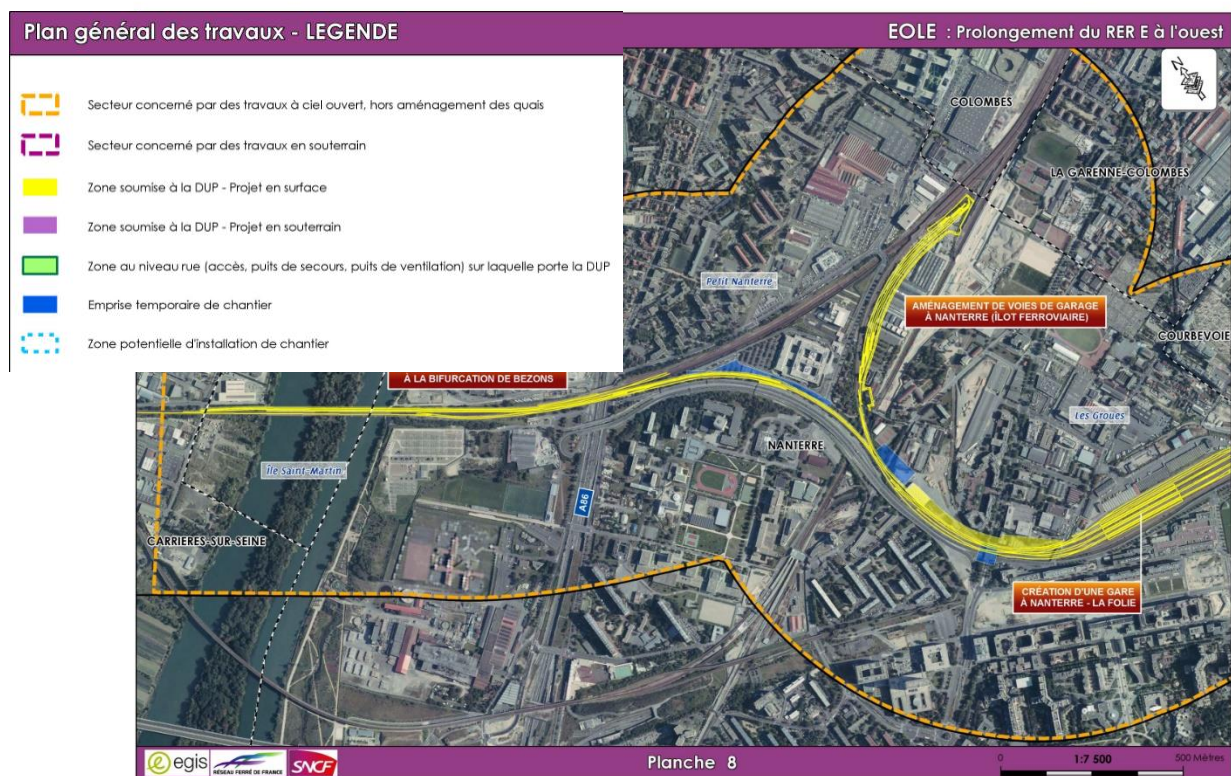 Plan général des travaux - LEGENDE
EOLE : Prolongement du RER E à l'ouest
Secteur concerné par des travaux à ciel ouvert, hors aménagement des quais
Secteur concerné par des travaux en souterrain
Zone soumise à la DUP - Projet en surface
Zone soumise à la DUP - Projet en souterrain
Zone au niveau rue (accès, puits de secours, puits de ventilation) sur laquelle porte la DUP
Emprise temporaire de chantier
Zone potentielle d'installation de chantier
N
COLOMBES
LA GARENNE-COLOMBES
Petit Nanterre
AMÉNAGEMENT DE VOIES DE GARAGE
À NANTERRE (ÎLOT FERROVIAIRE)
COURBEVOIE
À LA BIFURCATION DE BEZONS
Les Groues
NANTERRE
Île Saint-Martin
A86
CARRIERES-SUR-SEINE
CRÉATION D'UNE GARE
À NANTERRE - LA FOLIE
egis
RÉSEAU FERRÉ DE FRANCE
SNCF
Planche 8
0 1:7 500 500 Mètres